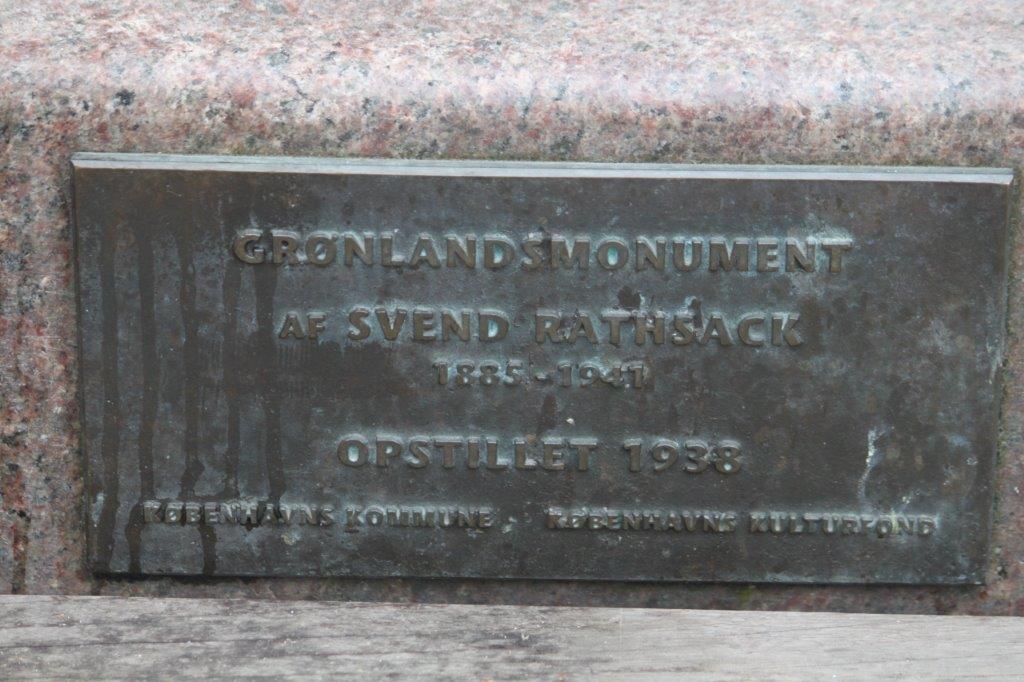 GRØNLANDSMONUMENT
AF SVEND RATHSACK
1885-1941
OPSTILLET 1938
KØBENHAVNS KOMMUNE KØBENHAVNS KULTURFOND